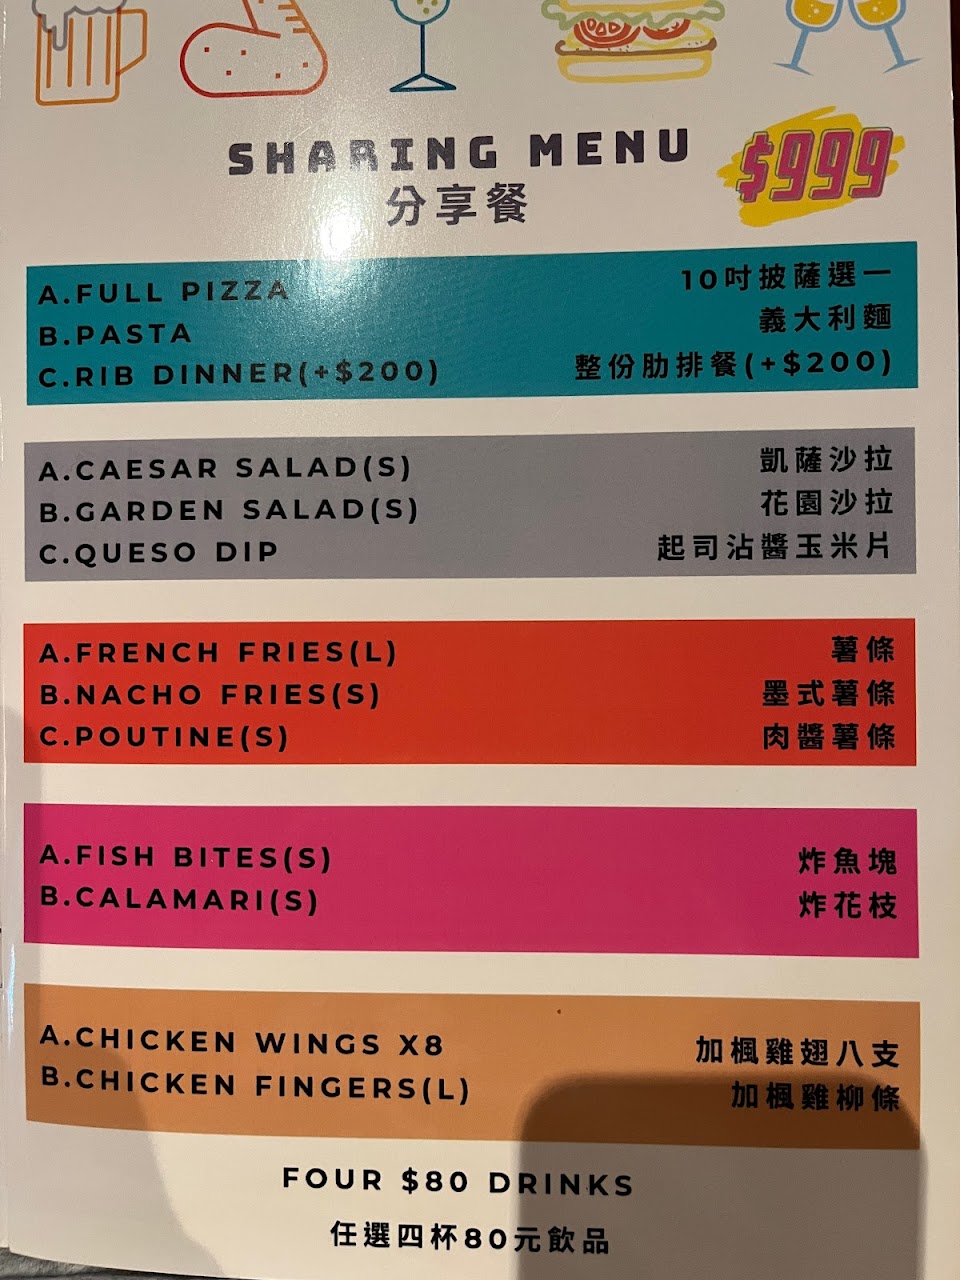 SHARING MENU
$999
分享餐
A.FULL PIZZA 10吋披薩選一
B.PASTA 義大利麵
C.RIB DINNER(+$200) 整份肋排餐(+$200)
A.CAESAR SALAD(S) 凱薩沙拉
B.GARDEN SALAD(S) 花園沙拉
C.QUESO DIP 起司沾醬玉米片
A.FRENCH FRIES(L) 薯條
B.NACHO FRIES(S) 墨式薯條
C.POUTINE(S) 肉醬薯條
A.FISH BITES(S) 炸魚塊
B.CALAMARI(S) 炸花枝
A.CHICKEN WINGS X8 加楓雞翅八支
B.CHICKEN FINGERS(L) 加楓雞柳條
FOUR $80 DRINKS
任選四杯80元飲品